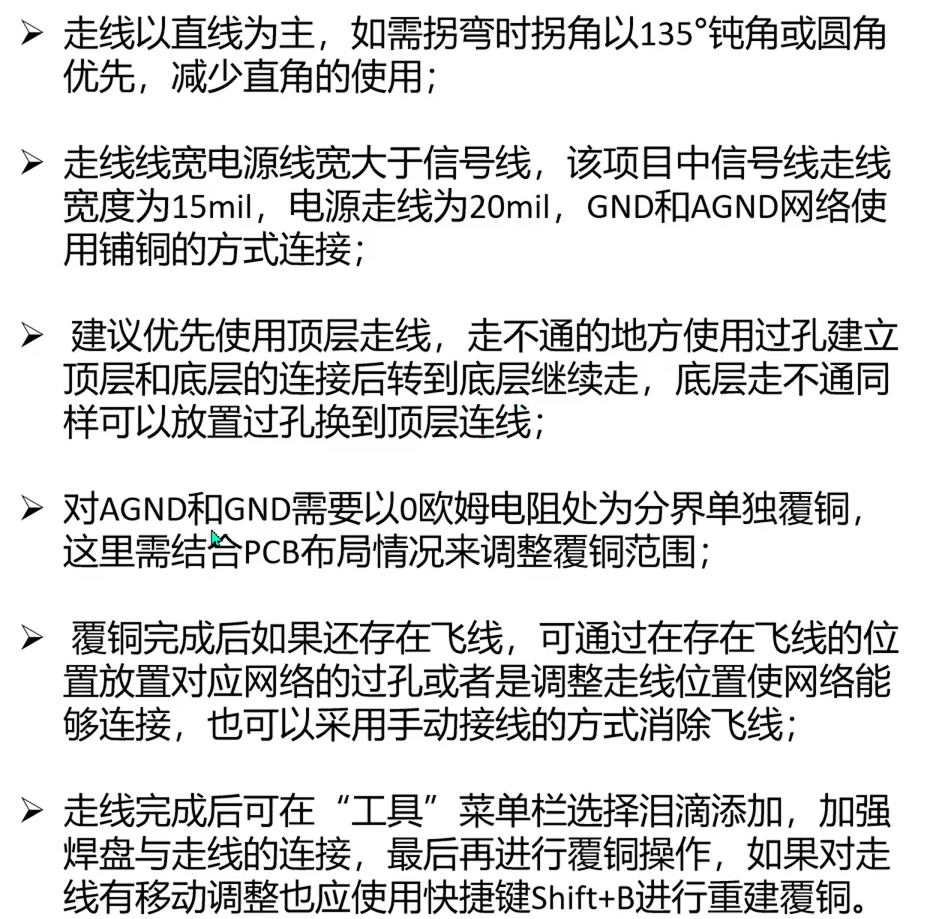 ➢ 走线以直线为主，如需拐弯时拐角以135°钝角或圆角
优先，减少直角的使用；
➢ 走线线宽电源线宽大于信号线，该项目中信号线走线
宽度为15mil，电源走线为20mil，GND和AGND网络使
用铺铜的方式连接；
➢ 建议优先使用顶层走线，走不通的地方使用过孔建立
顶层和底层的连接后转到底层继续走，底层走不通同
样可以放置过孔换到顶层连线；
➢ 对AGND和GND需要以0欧姆电阻处为分界单独覆铜，
这里需结合PCB布局情况来调整覆铜范围；
➢ 覆铜完成后如果还存在飞线，可通过在存在飞线的位
置放置对应网络的过孔或者是调整走线位置使网络能
够连接，也可以采用手动接线的方式消除飞线；
➢ 走线完成后可在“工具”菜单栏选择泪滴添加，加强
焊盘与走线的连接，最后再进行覆铜操作，如果对走
线有移动调整也应使用快捷键Shift+B进行重建覆铜。